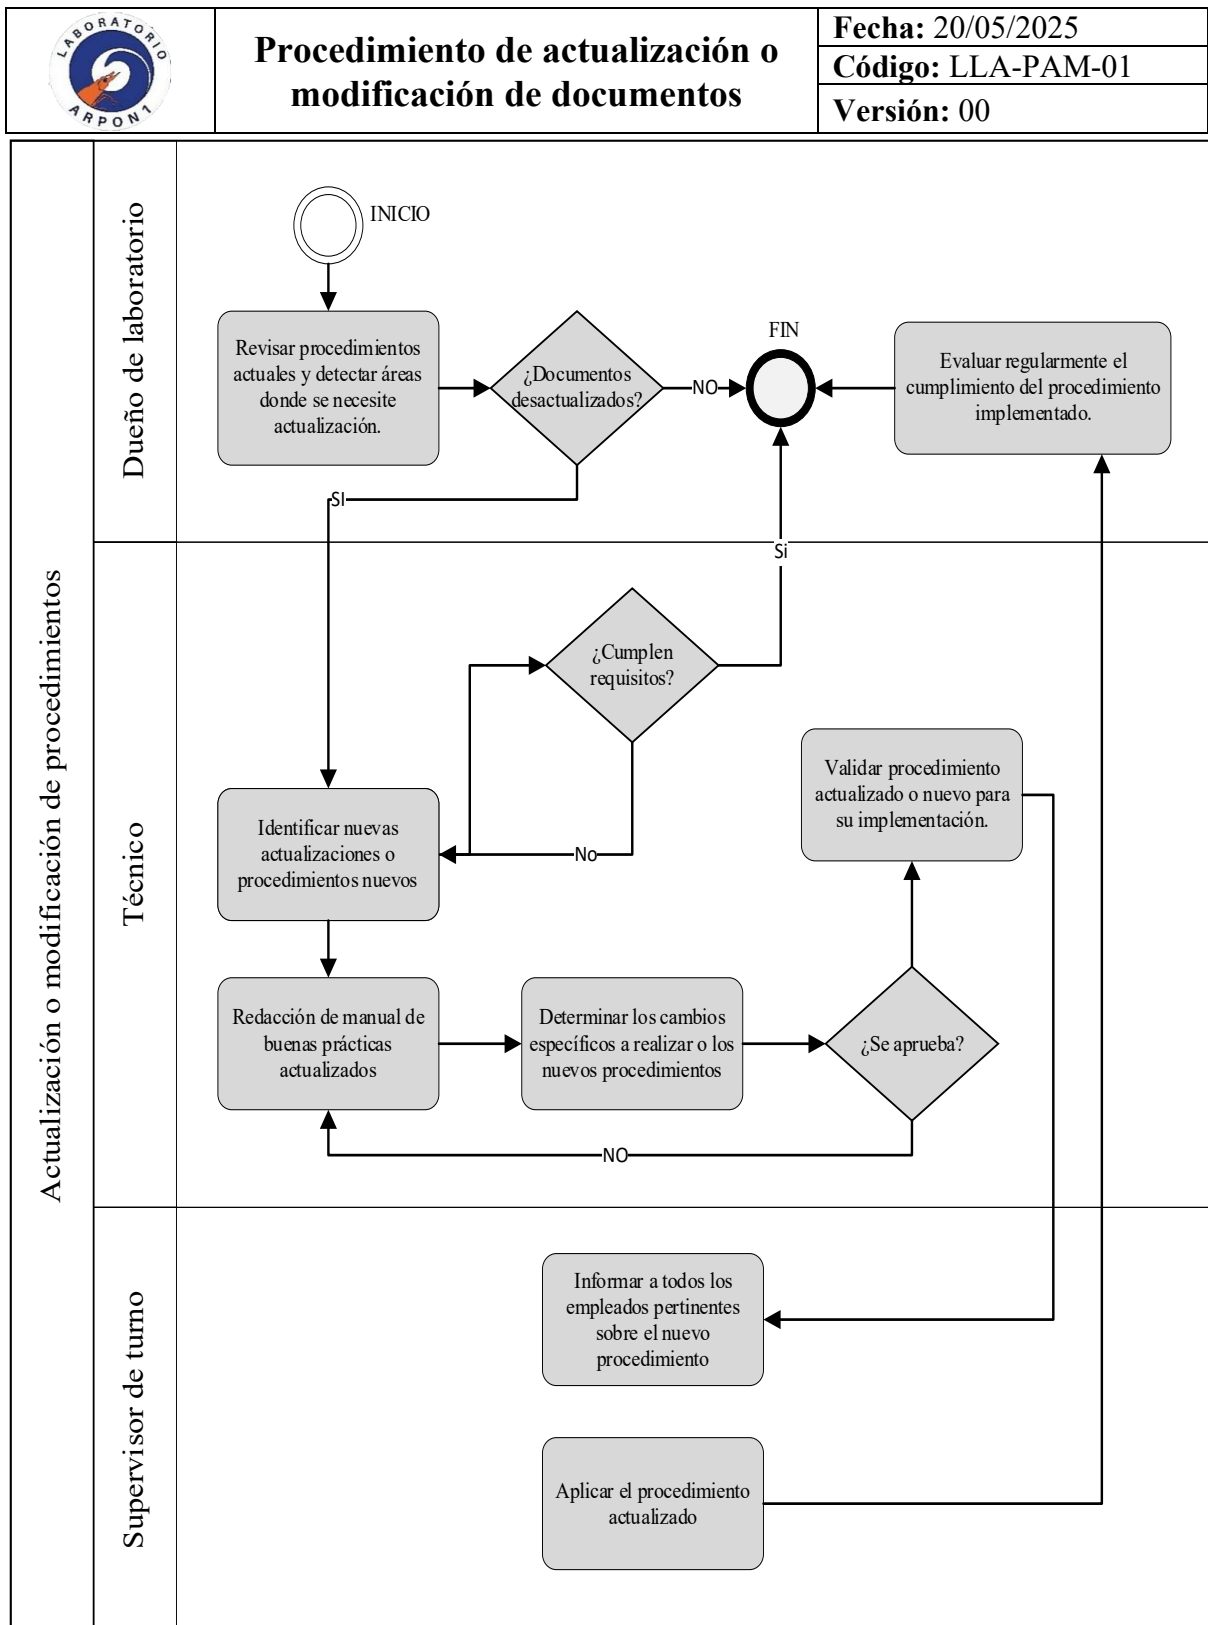 LABORATORIO
ARPON1
Procedimiento de actualización o
modificación de documentos
Fecha: 20/05/2025
Código: LLA-PAM-01
Versión: 00
Actualización o modificación de procedimientos
Dueño de laboratorio
INICIO
Revisar procedimientos
actuales y detectar áreas
donde se necesite
actualización.
¿Documentos
desactualizados?
NO
FIN
Evaluar regularmente el
cumplimiento del procedimiento
implementado.
SI
Técnico
Si
¿Cumplen
requisitos?
No
Identificar nuevas
actualizaciones o
procedimientos nuevos
Validar procedimiento
actualizado o nuevo para
su implementación.
Redacción de manual de
buenas prácticas
actualizados
Determinar los cambios
específicos a realizar o los
nuevos procedimientos
¿Se aprueba?
NO
Supervisor de turno
Informar a todos los
empleados pertinentes
sobre el nuevo
procedimiento
Aplicar el procedimiento
actualizado